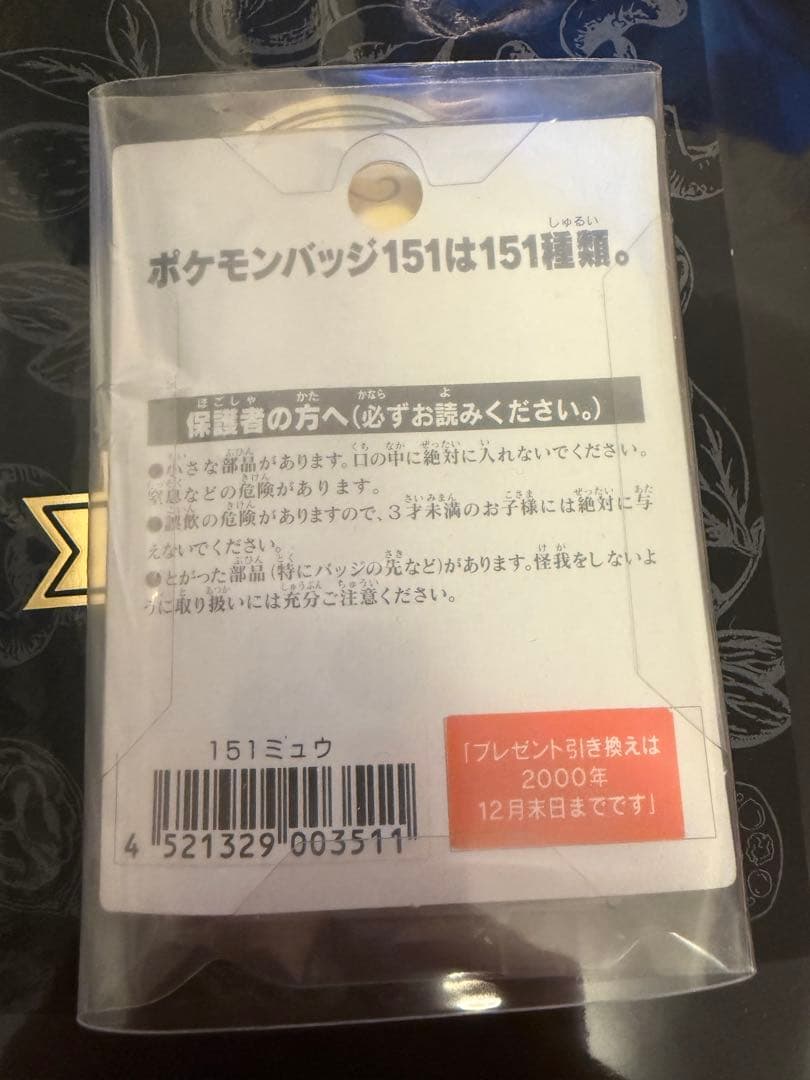 ポケモンバッジ151は151種類。
保護者の方へ(必ずお読みください。)
●小さな部品があります。口の中に絶対に入れないでください。
窒息などの危険があります。
●誤飲の危険がありますので、3才未満のお子様には絶対に与
えないでください。
●とがった部品(特にバッジの先など)があります。怪我をしないよ
うに取り扱いには充分ご注意ください。
151ミュウ
4 521329 003511
「プレゼント引き換えは
2000年
12月末日までです」